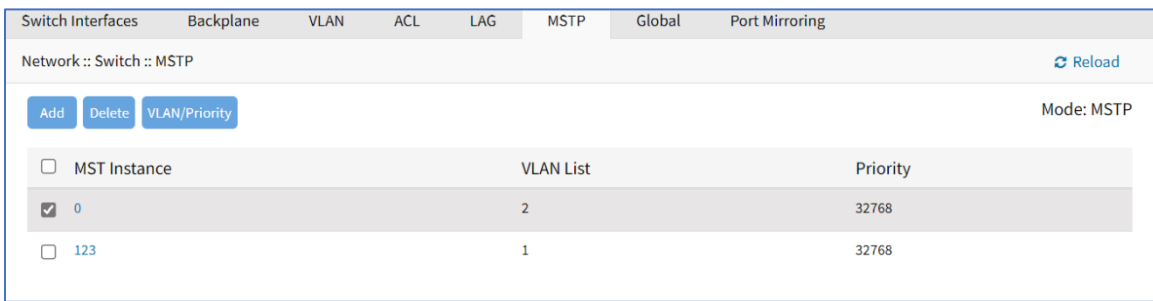 Switch Interfaces Backplane VLAN ACL LAG MSTP Global Port Mirroring
Network :: Switch :: MSTP Reload
Add Delete VLAN/Priority Mode: MSTP
MST Instance VLAN List Priority
0 2 32768
123 1 32768